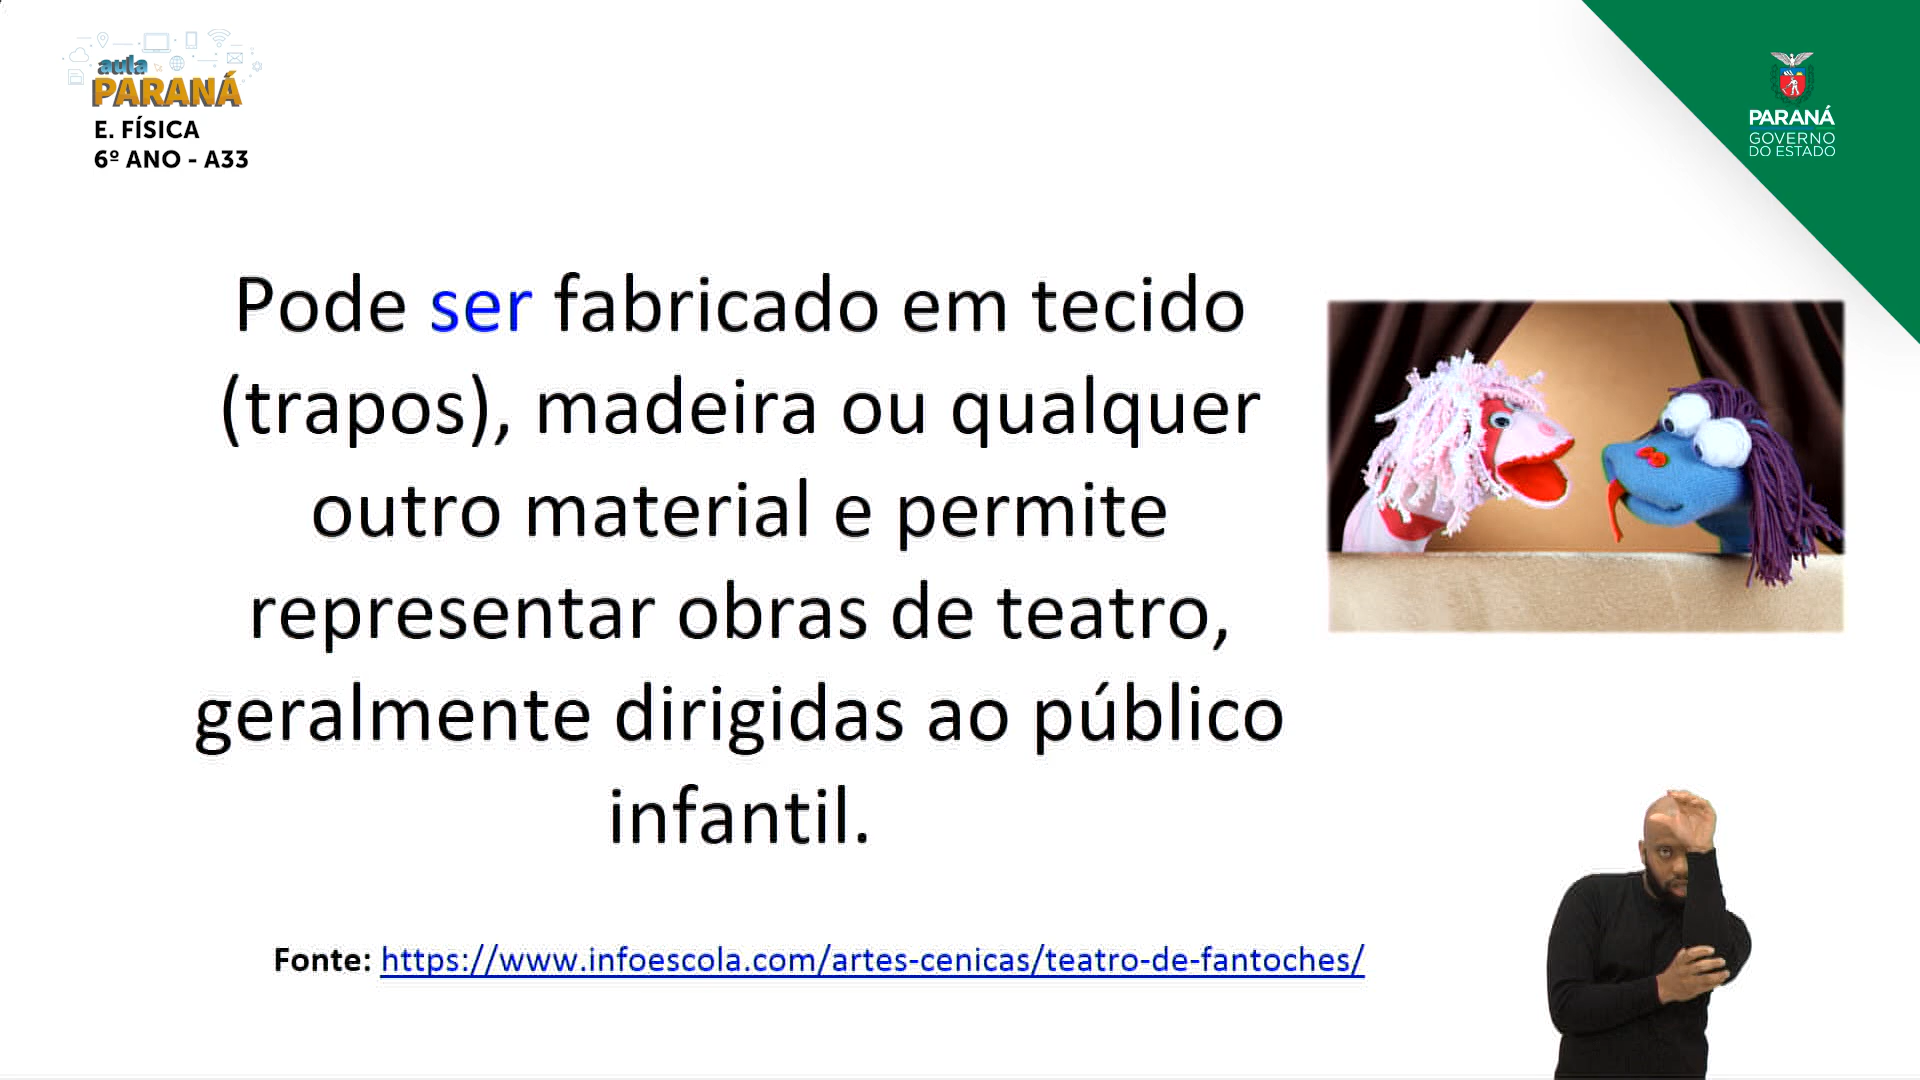 aula
PARANÁ
E. FÍSICA
6º ANO - A33
PARANÁ
GOVERNO
DO ESTADO
Pode ser fabricado em tecido
(trapos), madeira ou qualquer
outro material e permite
representar obras de teatro,
geralmente dirigidas ao público
infantil.
Fonte: https://www.infoescola.com/artes-cenicas/teatro-de-fantoches/